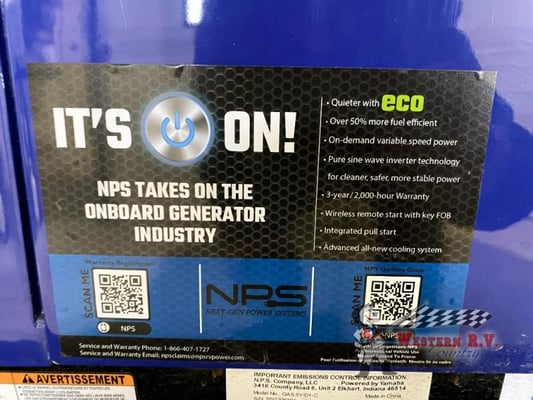 IT'S ON!
NPS TAKES ON THE
ONBOARD GENERATOR
INDUSTRY
• Quieter with eco
• Over 50% more fuel efficient
• On-demand variable speed power
• Pure sine wave inverter technology
for cleaner, safer, more stable power
• 3-year/2,000-hour Warranty
• Wireless remote start with key FOB
• Integrated pull start
• Advanced all-new cooling system
Warranty Registration
SCAN ME
NPS
NPS
NEXT-GEN POWER SYSTEMS
NPS Owners Guide
SCAN ME
NPS
Service and Warranty Phone: 1-866-407-1727
Service and Warranty Email: npsclaims@npsrvpower.com
WESTERN R.V.
Country
AVERTISSEMENT
IMPORTANT EMISSIONS CONTROL INFORMATION
N.P.S. Company, LLC Powered by Yamaha
3416 County Road 6, Unit 2 Elkhart, Indiana 46514
Made in China